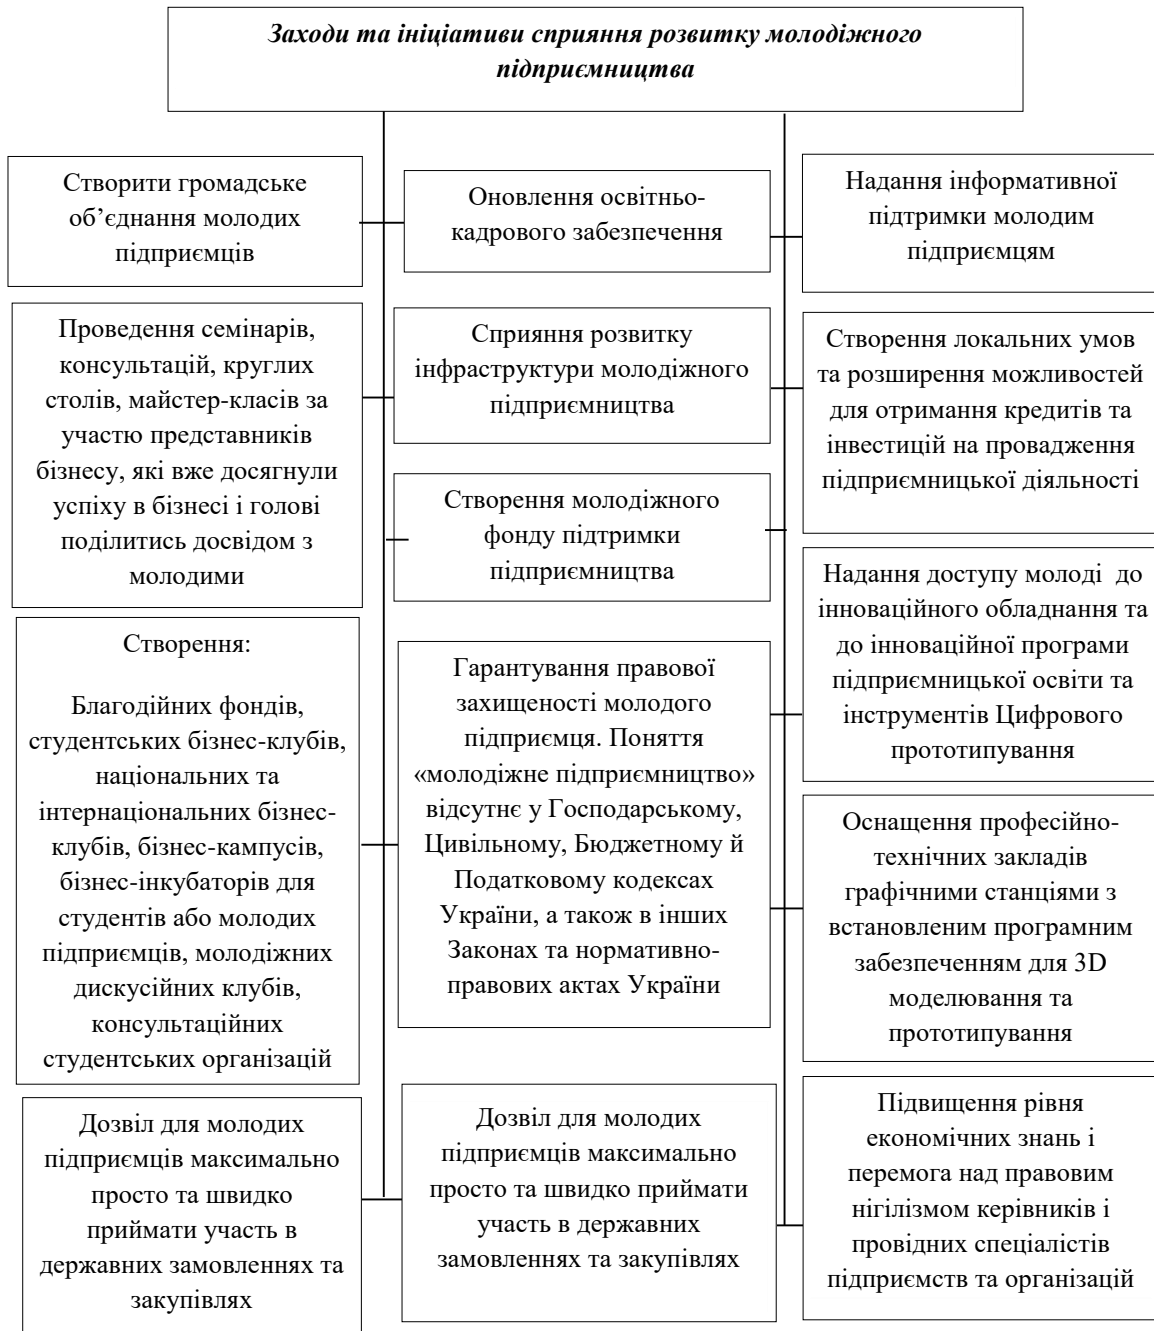 Заходи та ініціативи сприяння розвитку молодіжного
підприємництва
Створити громадське
об’єднання молодих
підприємців
Оновлення освітньо-
кадрового забезпечення
Надання інформативної
підтримки молодим
підприємцям
Проведення семінарів,
консультацій, круглих
столів, майстер-класів за
участю представників
бізнесу, які вже досягнули
успіху в бізнесі і голові
поділитись досвідом з
молодими
Сприяння розвитку
інфраструктури молодіжного
підприємництва
Створення локальних умов
та розширення можливостей
для отримання кредитів та
інвестицій на провадження
підприємницької діяльності
Створення молодіжного
фонду підтримки
підприємництва
Надання доступу молоді до
інноваційного обладнання та
до інноваційної програми
підприємницької освіти та
інструментів Цифрового
прототипування
Створення:
Благодійних фондів,
студентських бізнес-клубів,
національних та
інтернаціональних бізнес-
клубів, бізнес-кампусів,
бізнес-інкубаторів для
студентів або молодих
підприємців, молодіжних
дискусійних клубів,
консультаційних
студентських організацій
Гарантування правової
захищеності молодого
підприємця. Поняття
«молодіжне підприємництво»
відсутнє у Господарському,
Цивільному, Бюджетному й
Податковому кодексах
України, а також в інших
Законах та нормативно-
правових актах України
Оснащення професійно-
технічних закладів
графічними станціями з
встановленим програмним
забезпеченням для 3D
моделювання та
прототипування
Дозвіл для молодих
підприємців максимально
просто та швидко
приймати участь в
державних замовленнях та
закупівлях
Дозвіл для молодих
підприємців максимально
просто та швидко приймати
участь в державних
замовленнях та закупівлях
Підвищення рівня
економічних знань і
перемога над правовим
нігілізмом керівників і
провідних спеціалістів
підприємств та організацій